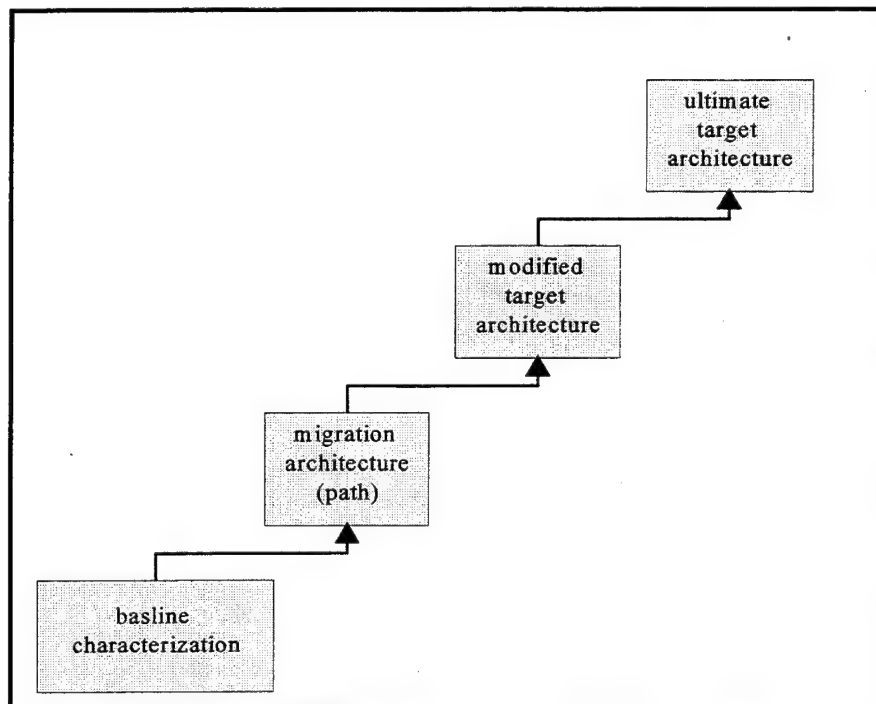 ultimate
target
architecture
modified
target
architecture
migration
architecture
(path)
basline
characterization